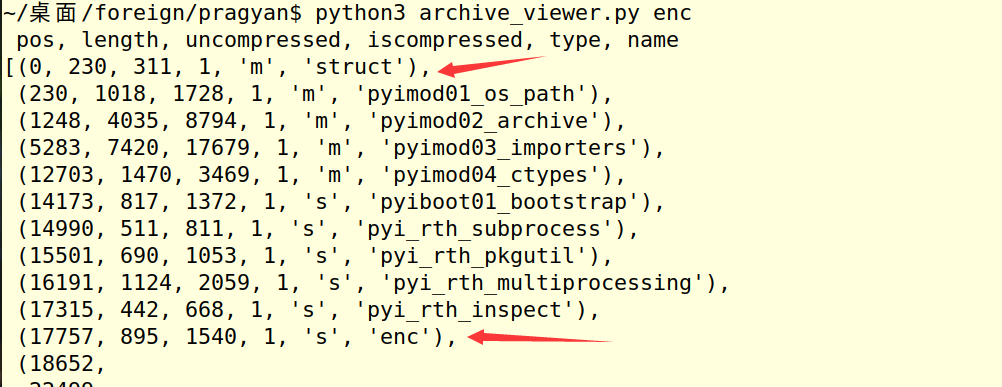 ~/桌面/foreign/pragyan$ python3 archive_viewer.py enc
 pos, length, uncompressed, iscompressed, type, name
[(0, 230, 311, 1, 'm', 'struct'),
 (230, 1018, 1728, 1, 'm', 'pyimod01_os_path'),
 (1248, 4035, 8794, 1, 'm', 'pyimod02_archive'),
 (5283, 7420, 17679, 1, 'm', 'pyimod03_importers'),
 (12703, 1470, 3469, 1, 'm', 'pyimod04_ctypes'),
 (14173, 817, 1372, 1, 's', 'pyiboot01_bootstrap'),
 (14990, 511, 811, 1, 's', 'pyi_rth_subprocess'),
 (15501, 690, 1053, 1, 's', 'pyi_rth_pkgutil'),
 (16191, 1124, 2059, 1, 's', 'pyi_rth_multiprocessing'),
 (17315, 442, 668, 1, 's', 'pyi_rth_inspect'),
 (17757, 895, 1540, 1, 's', 'enc'),
 (18652,